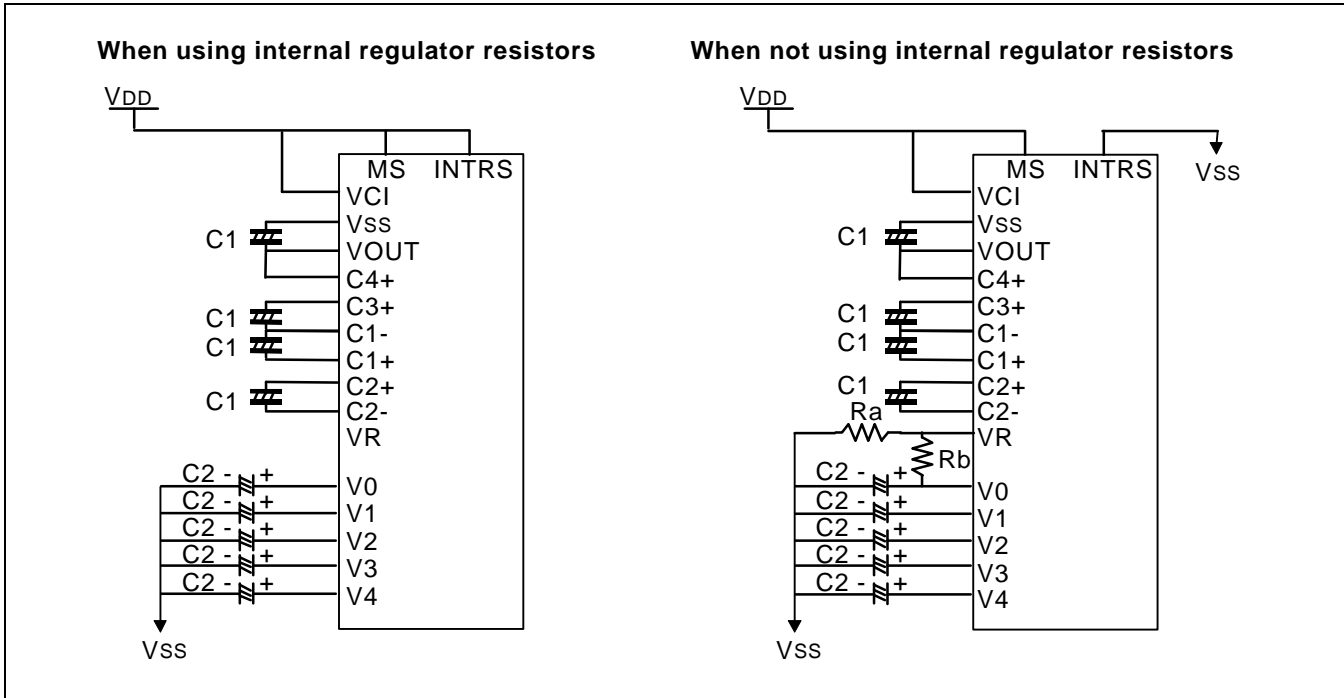 When using internal regulator resistors
VDD
MS INTRS
VCI
VSS
C1
VOUT
C4+
C3+
C1
C1-
C1
C1+
C2+
C1
C2-
VR
C2 - +
V0
C2 - +
V1
C2 - +
V2
C2 - +
V3
C2 - +
V4
VSS
When not using internal regulator resistors
VDD
MS INTRS
VSS
VCI
VSS
C1
VOUT
C4+
C3+
C1
C1-
C1
C1+
C1
C2+
C2-
Ra
VR
Rb
C2 - +
V0
C2 - +
V1
C2 - +
V2
C2 - +
V3
C2 - +
V4
VSS